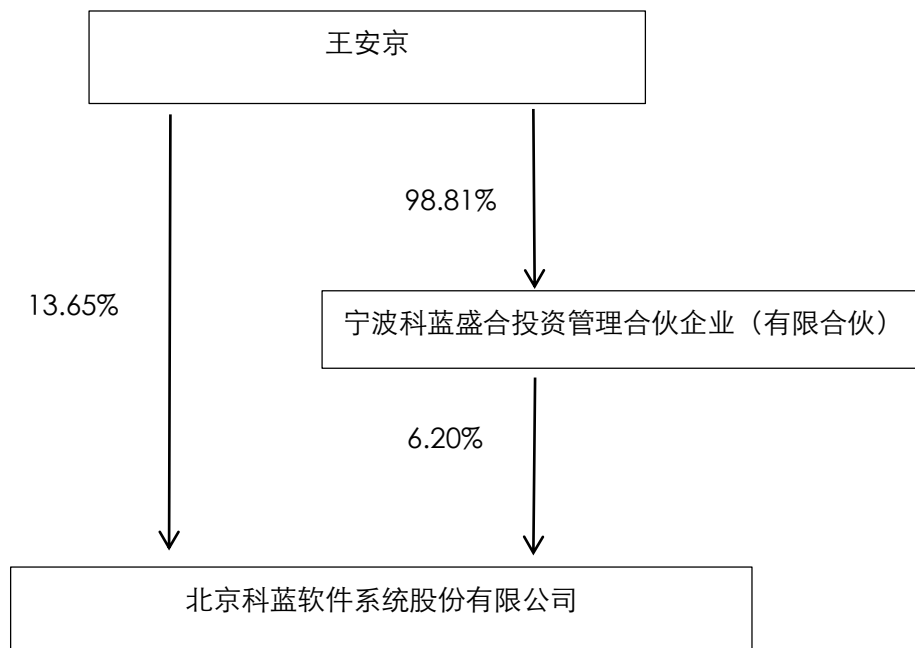 王安京
98.81%
13.65%
宁波科蓝盛合投资管理合伙企业（有限合伙）
6.20%
北京科蓝软件系统股份有限公司